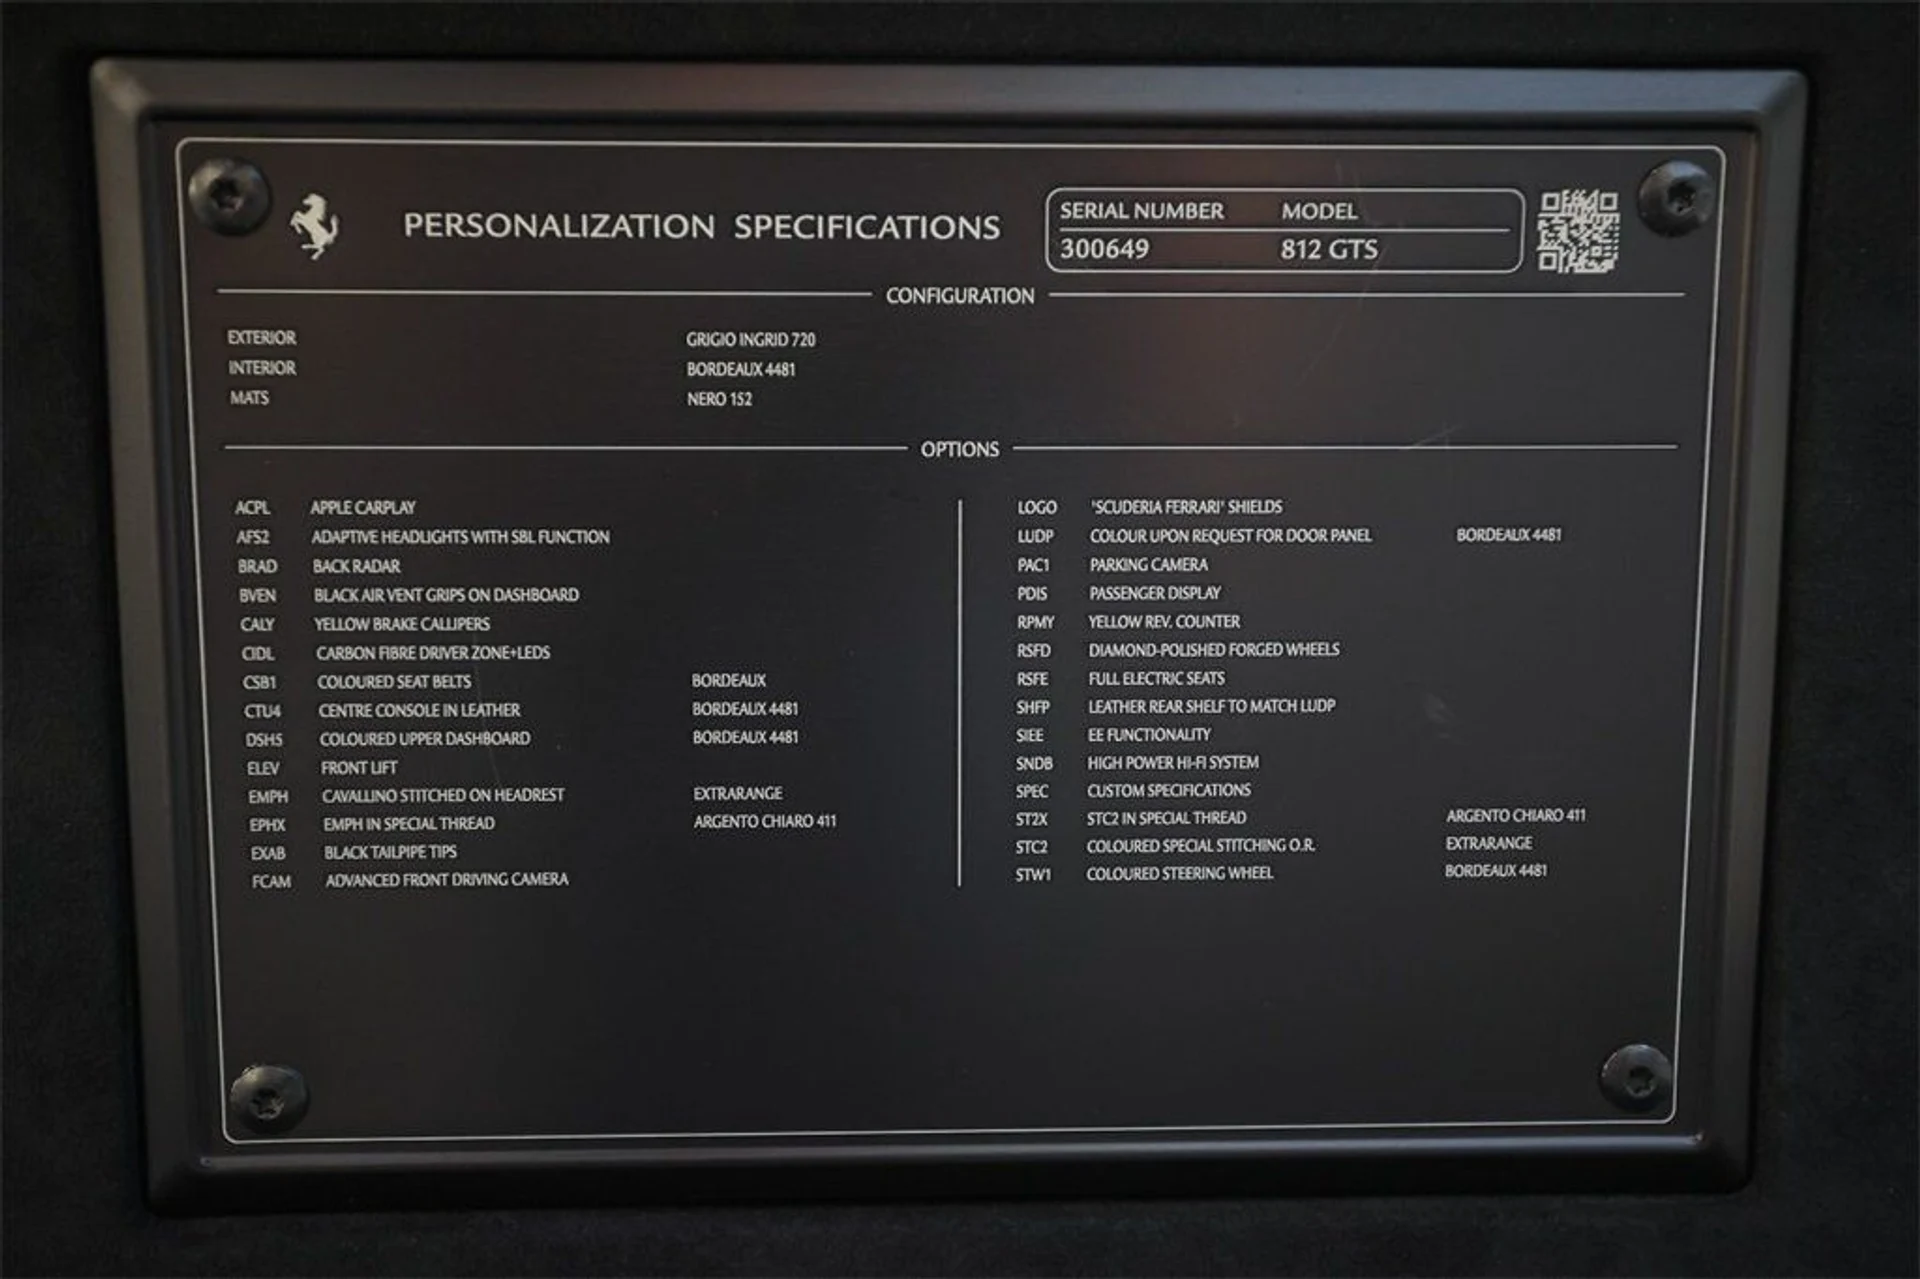 PERSONALIZATION SPECIFICATIONS
SERIAL NUMBER MODEL
300649 812 GTS
CONFIGURATION
EXTERIOR GRIGIO INGRID 720
INTERIOR BORDEAUX 4481
MATS NERO 152
OPTIONS
ACPL APPLE CARPLAY
AFS2 ADAPTIVE HEADLIGHTS WITH SBL FUNCTION
BRAD BACK RADAR
BVEN BLACK AIR VENT GRIPS ON DASHBOARD
CALY YELLOW BRAKE CALLIPERS
CIDL CARBON FIBRE DRIVER ZONE+LEDS
CSB1 COLOURED SEAT BELTS BORDEAUX
CTU4 CENTRE CONSOLE IN LEATHER BORDEAUX 4481
DSH5 COLOURED UPPER DASHBOARD BORDEAUX 4481
ELEV FRONT LIFT
EMPH CAVALLINO STITCHED ON HEADREST EXTRARANGE
EPHX EMPH IN SPECIAL THREAD ARGENTO CHIARO 411
EXAB BLACK TAILPIPE TIPS
FCAM ADVANCED FRONT DRIVING CAMERA
LOGO 'SCUDERIA FERRARI' SHIELDS
LUDP COLOUR UPON REQUEST FOR DOOR PANEL BORDEAUX 4481
PAC1 PARKING CAMERA
PDIS PASSENGER DISPLAY
RPMY YELLOW REV. COUNTER
RSFD DIAMOND-POLISHED FORGED WHEELS
RSFE FULL ELECTRIC SEATS
SHFP LEATHER REAR SHELF TO MATCH LUDP
SIEE EE FUNCTIONALITY
SNDB HIGH POWER HI-FI SYSTEM
SPEC CUSTOM SPECIFICATIONS
ST2X STC2 IN SPECIAL THREAD ARGENTO CHIARO 411
STC2 COLOURED SPECIAL STITCHING O.R. EXTRARANGE
STW1 COLOURED STEERING WHEEL BORDEAUX 4481